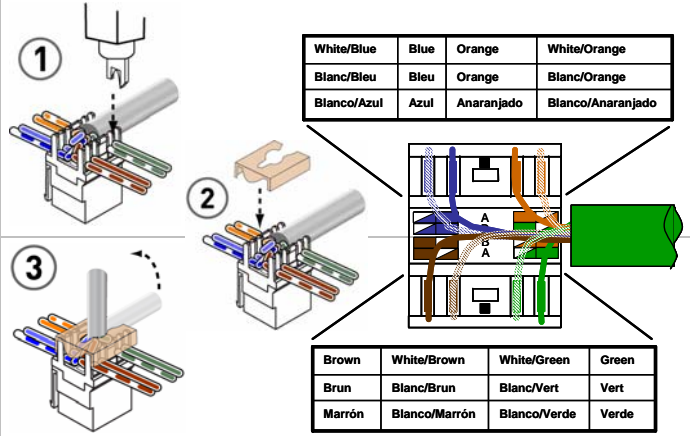 1
2
3
White/Blue Blue Orange White/Orange
Blanc/Bleu Bleu Orange Blanc/Orange
Blanco/Azul Azul Anaranjado Blanco/Anaranjado
A
B
A
Brown White/Brown White/Green Green
Brun Blanc/Brun Blanc/Vert Vert
Marrón Blanco/Marrón Blanco/Verde Verde